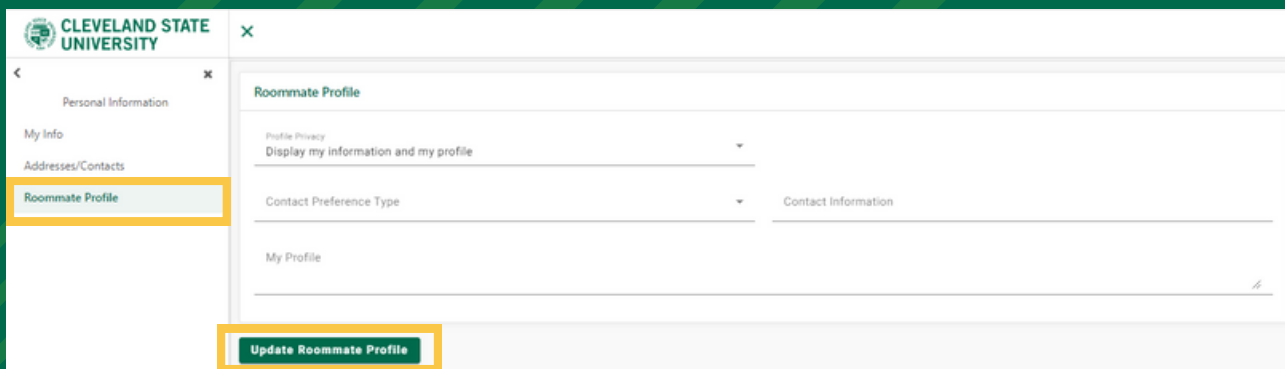 CLEVELAND STATE
UNIVERSITY
Personal Information
My Info
Addresses/Contacts
Roommate Profile
Roommate Profile
Profile Privacy
Display my information and my profile
Contact Preference Type
Contact Information
My Profile
Update Roommate Profile